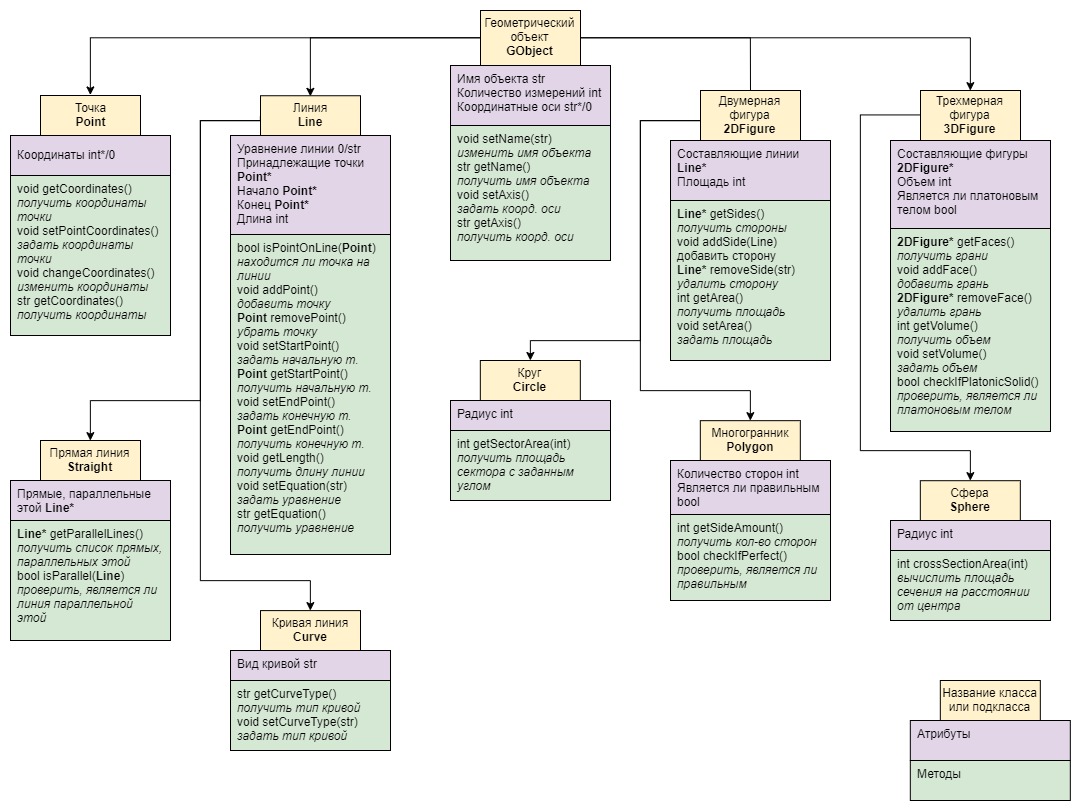 Геометрический
объект
GObject
Имя объекта str
Количество измерений int
Координатные оси str*/0
void setName(str)
изменить имя объекта
str getName()
получить имя объекта
void setAxis()
задать коорд. оси
str getAxis()
получить коорд. оси
Точка
Point
Координаты int*/0
void getCoordinates()
получить координаты
точки
void setPointCoordinates()
задать координаты
точки
void changeCoordinates()
изменить координаты
str getCoordinates()
получить координаты
Линия
Line
Уравнение линии 0/str
Принадлежащие точки
Point*
Начало Point*
Конец Point*
Длина int
bool isPointOnLine(Point)
находится ли точка на
линии
void addPoint()
добавить точку
Point removePoint()
убрать точку
void setStartPoint()
задать начальную т.
Point getStartPoint()
получить начальную т.
void setEndPoint()
задать конечную т.
Point getEndPoint()
получить конечную т.
void getLength()
получить длину линии
void setEquation(str)
задать уравнение
str getEquation()
получить уравнение
Двумерная
фигура
2DFigure
Составляющие линии
Line*
Площадь int
Line* getSides()
получить стороны
void addSide(Line)
добавить сторону
Line* removeSide(str)
удалить сторону
int getArea()
получить площадь
void setArea()
задать площадь
Трехмерная
фигура
3DFigure
Составляющие фигуры
2DFigure*
Объем int
Является ли платоновым
телом bool
2DFigure* getFaces()
получить грани
void addFace()
добавить грань
2DFigure* removeFace()
удалить грань
int getVolume()
получить объем
void setVolume()
задать объем
bool checkIfPlatonicSolid()
проверить, является ли
платоновым телом
Прямая линия
Straight
Прямые, параллельные
этой Line*
Line* getParallelLines()
получить список прямых,
параллельных этой
bool isParallel(Line)
проверить, является ли
линия параллельной
этой
Кривая линия
Curve
Вид кривой str
str getCurveType()
получить тип кривой
void setCurveType(str)
задать тип кривой
Круг
Circle
Радиус int
int getSectorArea(int)
получить площадь
сектора с заданным
углом
Многогранник
Polygon
Количество сторон int
Является ли правильным
bool
int getSideAmount()
получить кол-во сторон
bool checkIfPerfect()
проверить, является ли
правильным
Сфера
Sphere
Радиус int
int crossSectionArea(int)
вычислить площадь
сечения на расстоянии
от центра
Название класса
или подкласса
Атрибуты
Методы